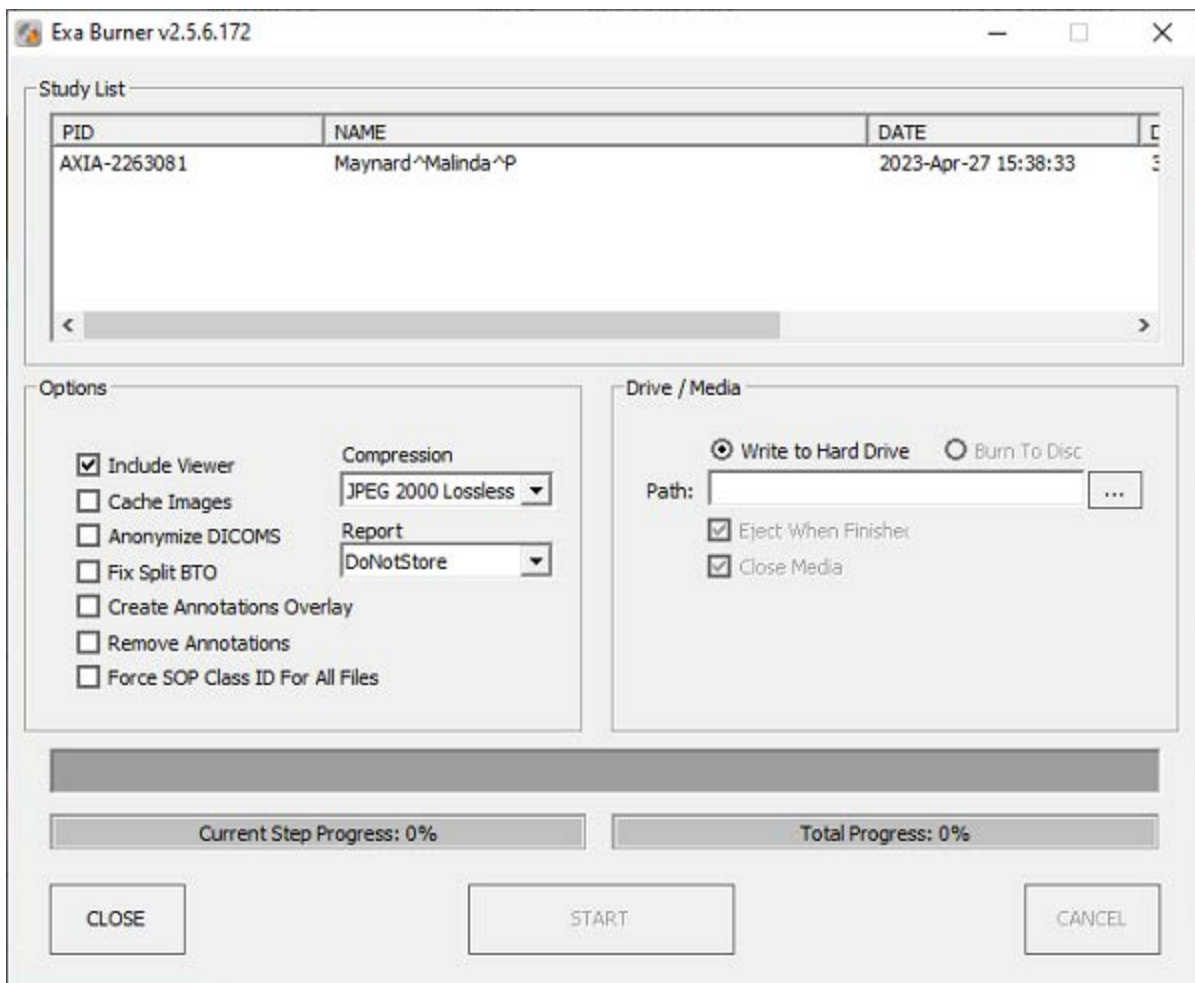 Exa Burner v2.5.6.172
Study List
PID NAME DATE
AXIA-2263081 Maynard^Malinda^P 2023-Apr-27 15:38:33
Options
Include Viewer
Cache Images
Anonymize DICOMS
Fix Split BTO
Create Annotations Overlay
Remove Annotations
Force SOP Class ID For All Files
Compression
JPEG 2000 Lossless
Report
DoNotStore
Drive / Media
Write to Hard Drive Burn To Disc
Path: ...
Eject When Finished
Close Media
Current Step Progress: 0% Total Progress: 0%
CLOSE START CANCEL